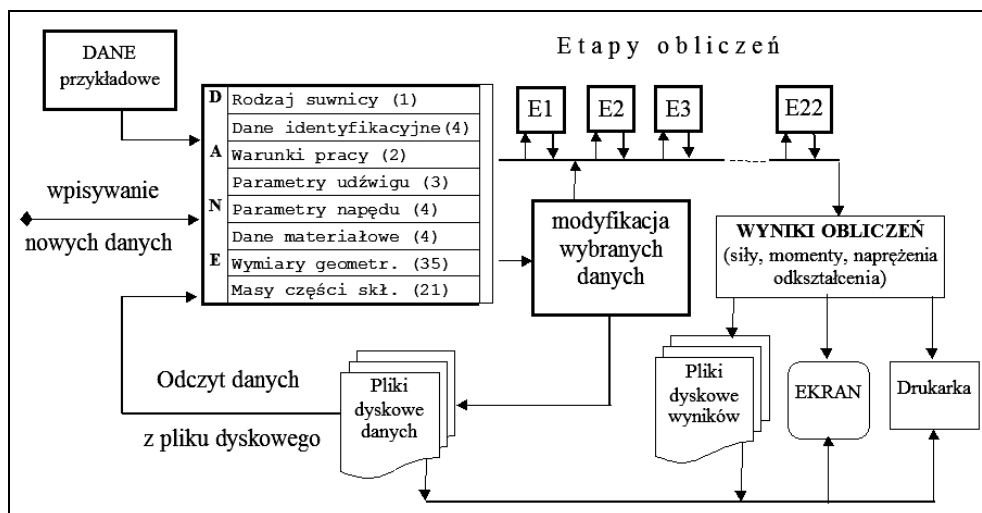 DANE
przykładowe
Etapy obliczeń
E1
E2
E3
E22
D
Rodzaj suwnicy (1)
Dane identyfikacyjne(4)
A
Warunki pracy (2)
Parametry udźwigu (3)
N
Parametry napędu (4)
Dane materiałowe (4)
E
Wymiary geometr. (35)
Masy części skł. (21)
wpisywanie
nowych danych
modyfikacja
wybranych
danych
WYNIKI OBLICZEŃ
(siły, momenty, naprężenia
odkształcenia)
Odczyt danych
z pliku dyskowego
Pliki
dyskowe
danych
Pliki
dyskowe
wyników
EKRAN
Drukarka